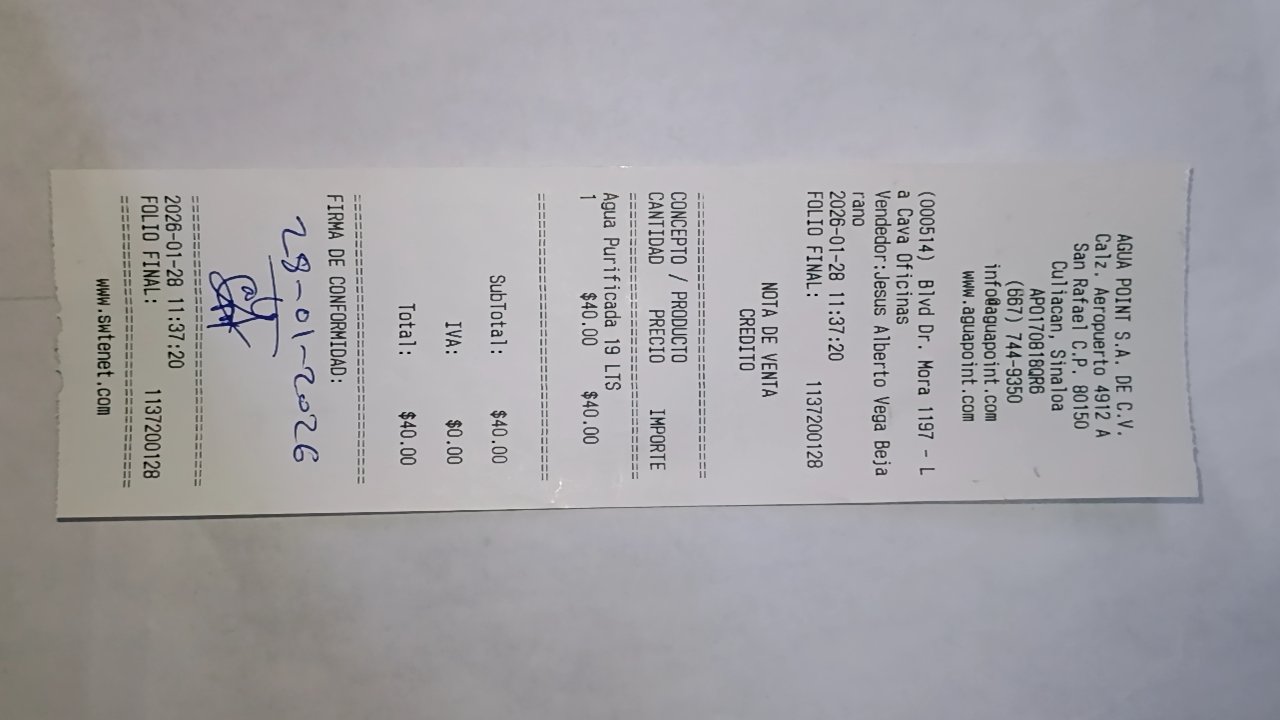 AGUA POINT S.A. DE C.V.
Calz. Aeropuerto 4912 A
San Rafael C.P. 80150
Culiacan, Sinaloa
APO170818QR6
(667) 744-9350
info@aguapoint.com
www.aguapoint.com
(000514) Blvd Dr. Mora 1197 - L
a Cava Oficinas
Vendedor:Jesus Alberto Vega Beja
rano
2026-01-28 11:37:20
FOLIO FINAL: 1137200128
NOTA DE VENTA
CREDITO
================================
CONCEPTO / PRODUCTO
CANTIDAD PRECIO IMPORTE
================================
Agua Purificada 19 LTS
1 $40.00 $40.00
================================
SubTotal: $40.00
IVA: $0.00
Total: $40.00
================================
FIRMA DE CONFORMIDAD:
28-01-2026
================================
2026-01-28 11:37:20
FOLIO FINAL: 1137200128
================================
www.swtenet.com